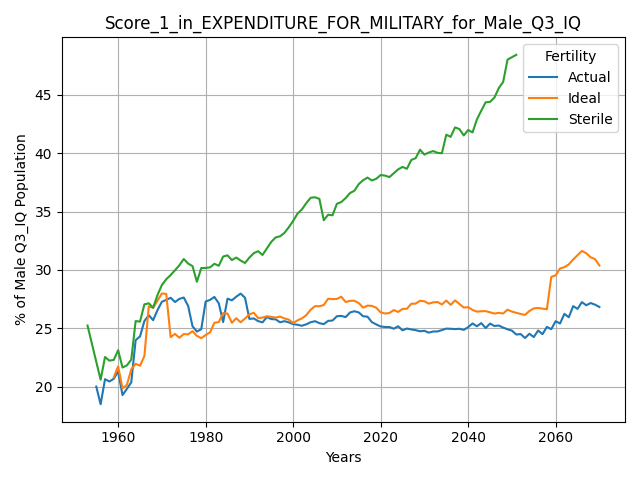 Score_1_in_EXPENDITURE_FOR_MILITARY_for_Male_Q3_IQ
Fertility
Actual
Ideal
Sterile
% of Male Q3_IQ Population
45
40
35
30
25
20
1960
1980
2000
2020
2040
2060
Years